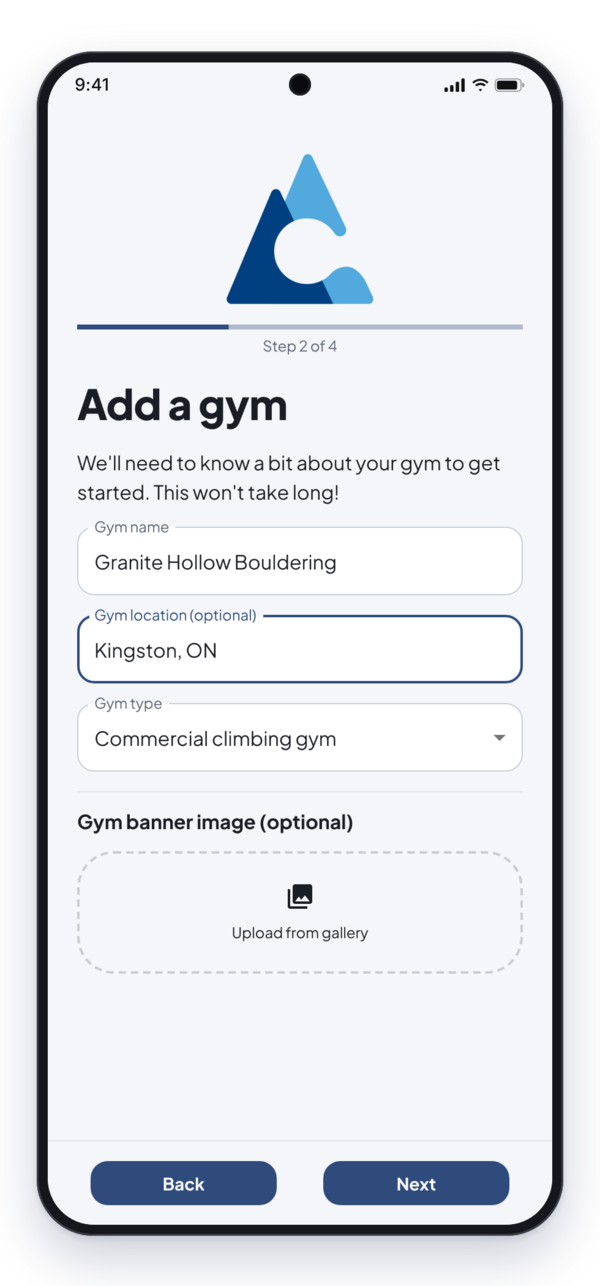 9:41
Step 2 of 4
Add a gym
We'll need to know a bit about your gym to get
started. This won't take long!
Gym name
Granite Hollow Bouldering
Gym location (optional)
Kingston, ON
Gym type
Commercial climbing gym
Gym banner image (optional)
Upload from gallery
Back
Next